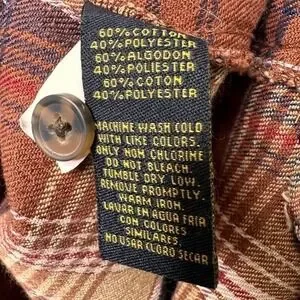 60% COTTON
40% POLYESTER
60% ALGODON
40% POLIESTER
60% COTON
40% POLYESTER
MACHINE WASH COLD
WITH LIKE COLORS.
ONLY NON CHLORINE
DO NOT BLEACH.
TUMBLE DRY LOW.
REMOVE PROMPTLY.
WARM IRON.
LAVAR EN AGUA FRIA
CON COLORES
SIMILARES.
NO USAR CLORO SECAR